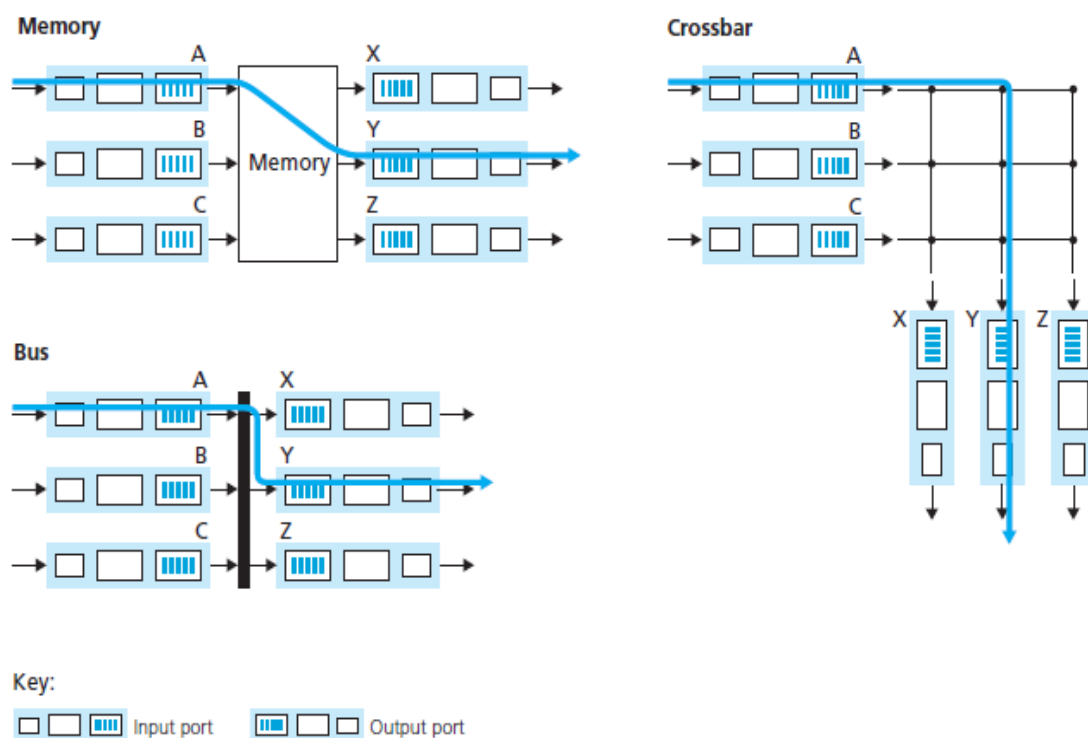 Memory
A
X
B
Y
Memory
C
Z
Crossbar
A
B
C
X
Y
Z
Bus
A
X
B
Y
C
Z
Key:
Input port
Output port